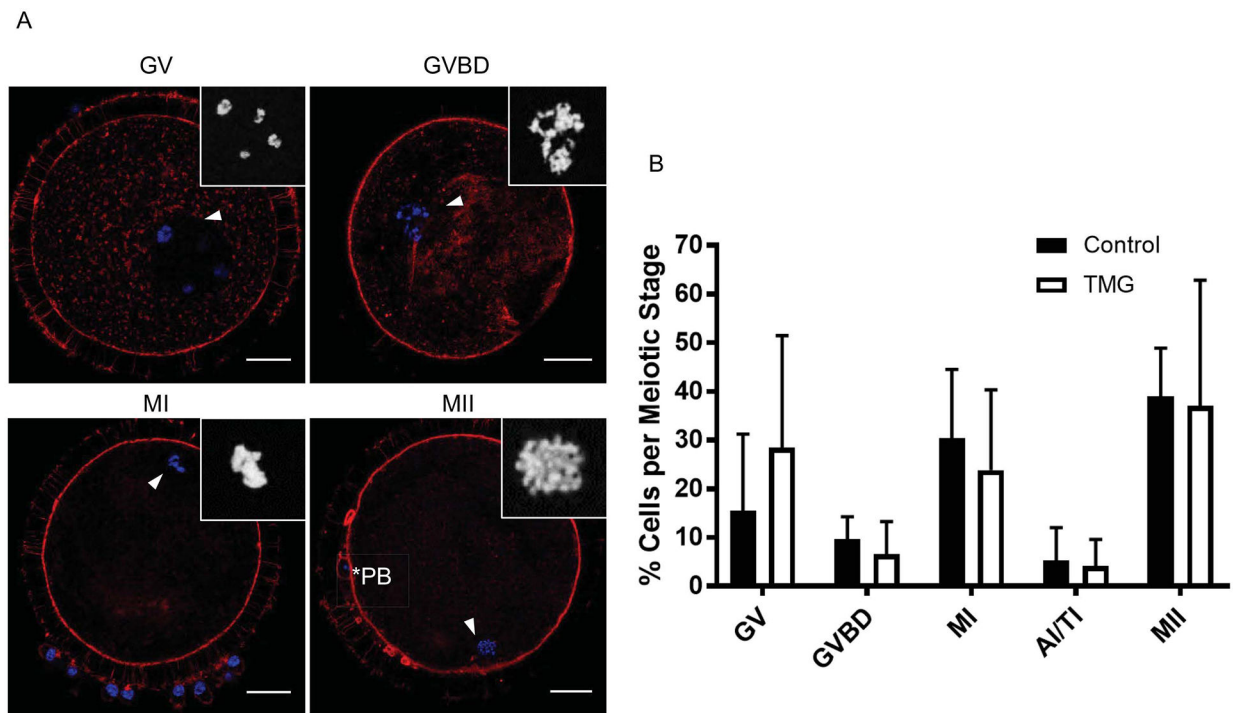 A
GV
GVBD
MI
MII
*PB
B
% Cells per Meiotic Stage
70
60
50
40
30
20
10
0
Control
TMG
GV
GVBD
MI
AI/TI
MII